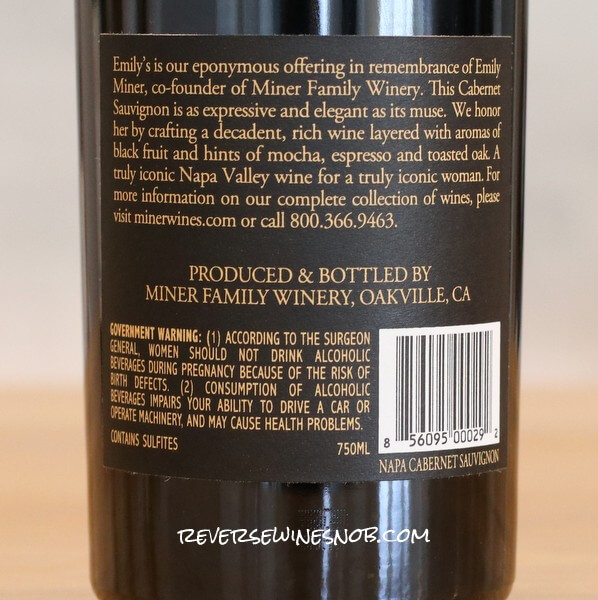 Emily's is our eponymous offering in remembrance of Emily
Miner, co-founder of Miner Family Winery. This Cabernet
Sauvignon is as expressive and elegant as its muse. We honor
her by crafting a decadent, rich wine layered with aromas of
black fruit and hints of mocha, espresso and toasted oak. A
truly iconic Napa Valley wine for a truly iconic woman. For
more information on our complete collection of wines, please
visit minerwines.com or call 800.366.9463.
PRODUCED & BOTTLED BY
MINER FAMILY WINERY, OAKVILLE, CA
GOVERNMENT WARNING: (1) ACCORDING TO THE SURGEON
GENERAL, WOMEN SHOULD NOT DRINK ALCOHOLIC
BEVERAGES DURING PREGNANCY BECAUSE OF THE RISK OF
BIRTH DEFECTS. (2) CONSUMPTION OF ALCOHOLIC
BEVERAGES IMPAIRS YOUR ABILITY TO DRIVE A CAR OR
OPERATE MACHINERY, AND MAY CAUSE HEALTH PROBLEMS.
CONTAINS SULFITES
750ML
8 56095 00029 2
NAPA CABERNET SAUVIGNON
REVERSEWINESNOB.COM